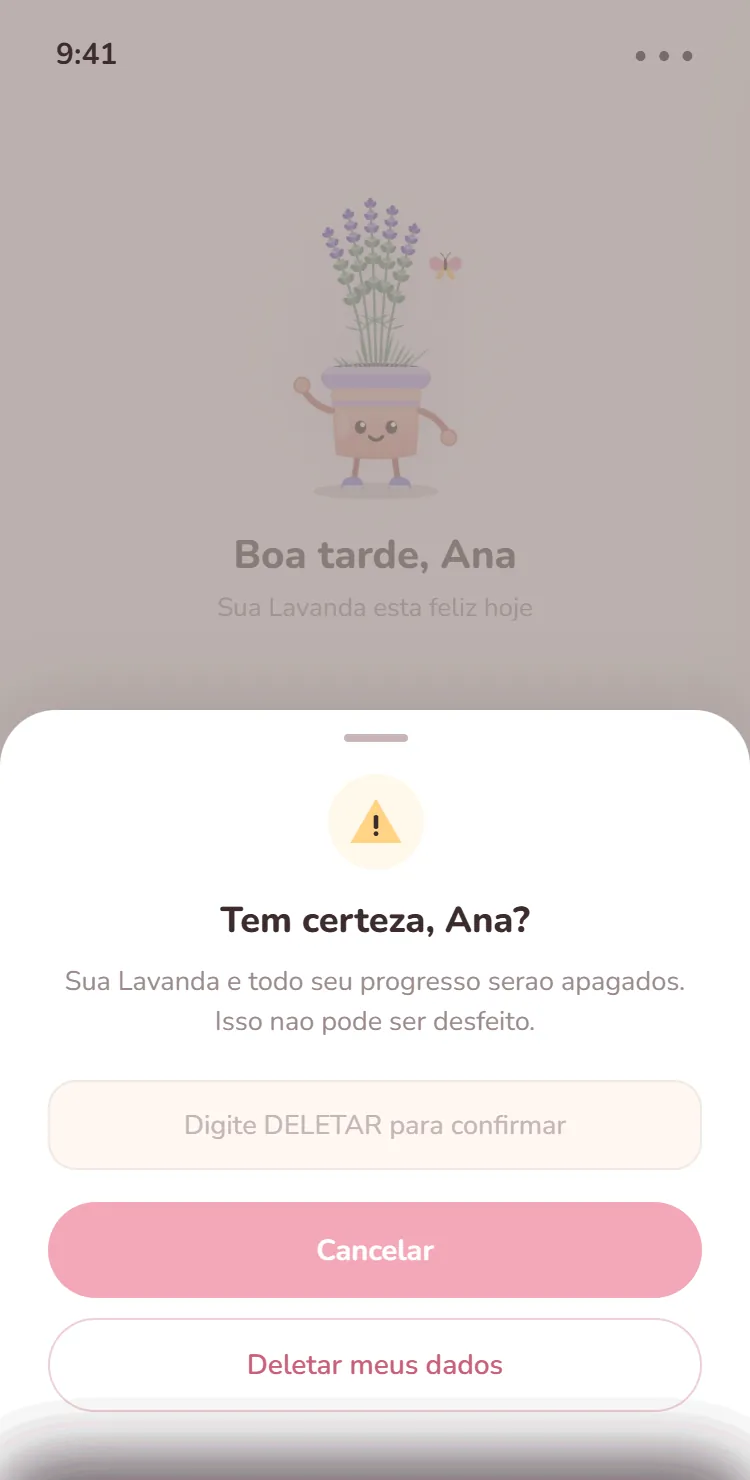 9:41
Boa tarde, Ana
Sua Lavanda esta feliz hoje
Tem certeza, Ana?
Sua Lavanda e todo seu progresso serao apagados.
Isso nao pode ser desfeito.
Digite DELETAR para confirmar
Cancelar
Deletar meus dados